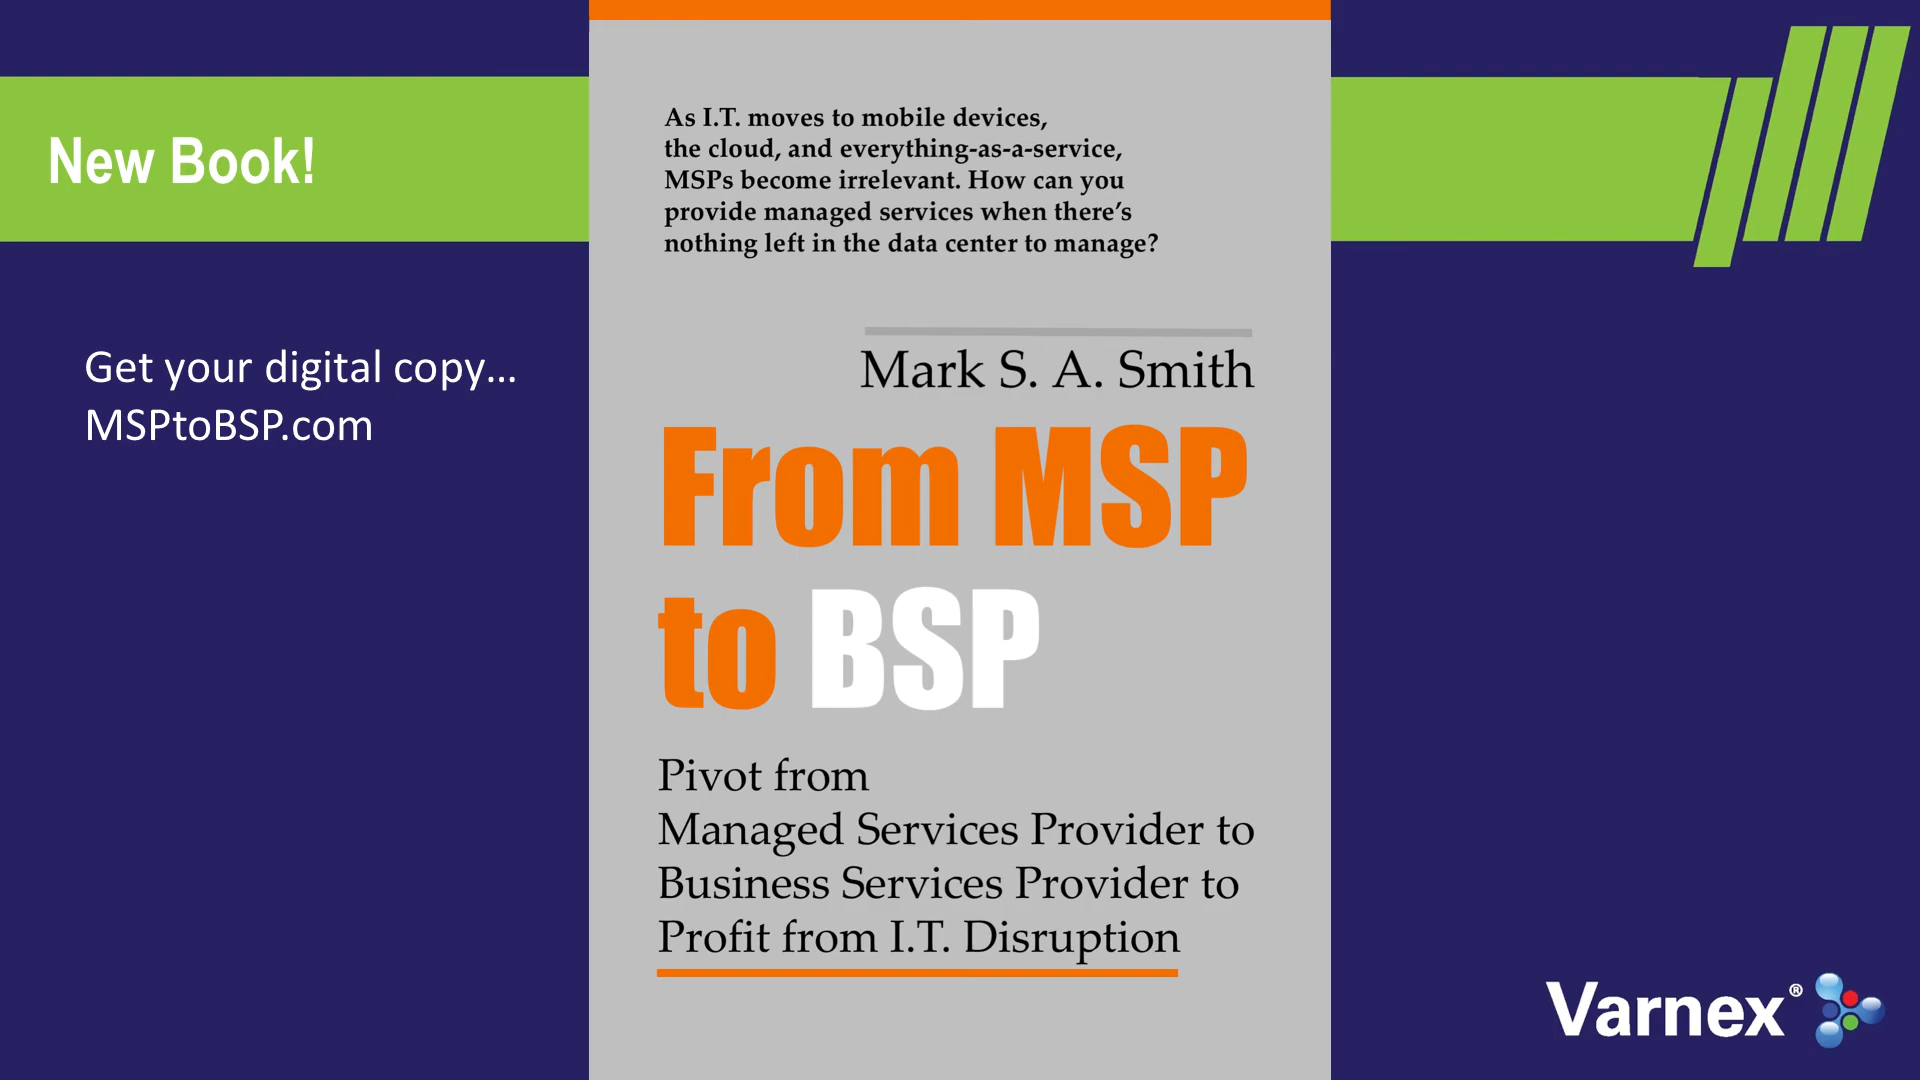 New Book!
Get your digital copy…
MSPtoBSP.com
As I.T. moves to mobile devices,
the cloud, and everything-as-a-service,
MSPs become irrelevant. How can you
provide managed services when there’s
nothing left in the data center to manage?
Mark S. A. Smith
From MSP
to BSP
Pivot from
Managed Services Provider to
Business Services Provider to
Profit from I.T. Disruption
Varnex®